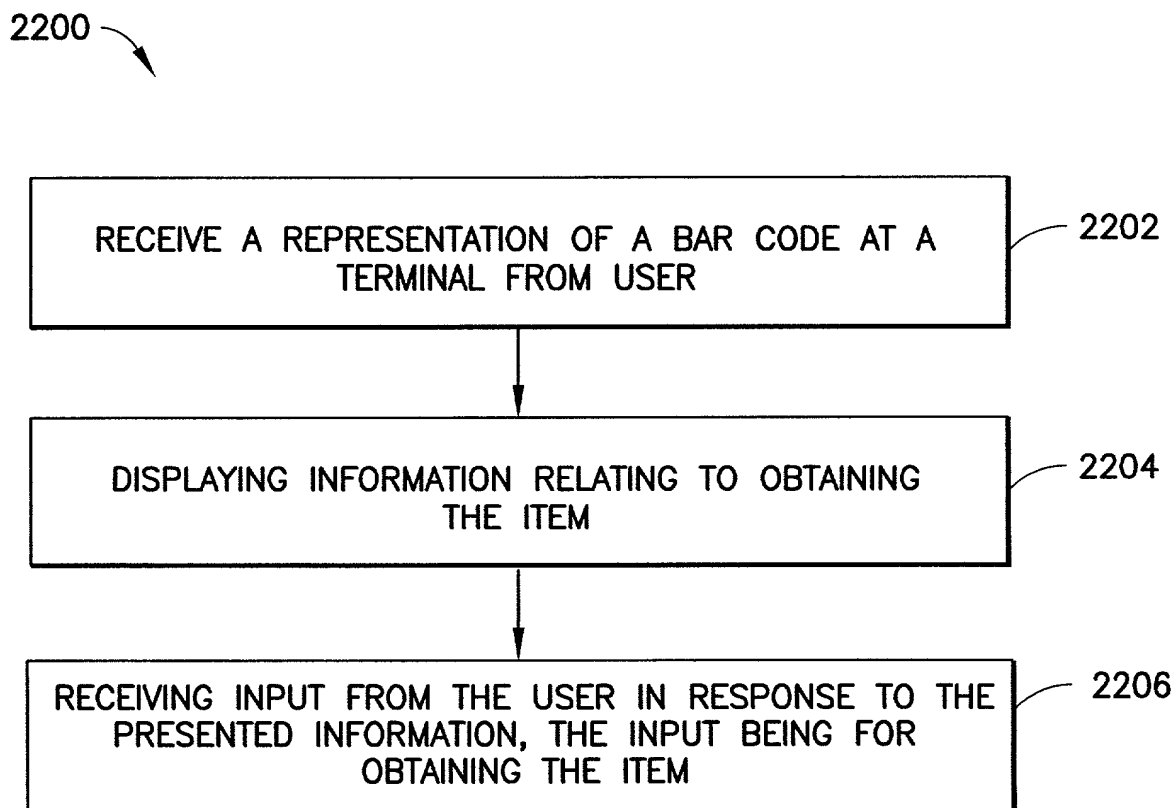 2200
RECEIVE A REPRESENTATION OF A BAR CODE AT A
TERMINAL FROM USER
2202
DISPLAYING INFORMATION RELATING TO OBTAINING
THE ITEM
2204
RECEIVING INPUT FROM THE USER IN RESPONSE TO THE
PRESENTED INFORMATION, THE INPUT BEING FOR
OBTAINING THE ITEM
2206